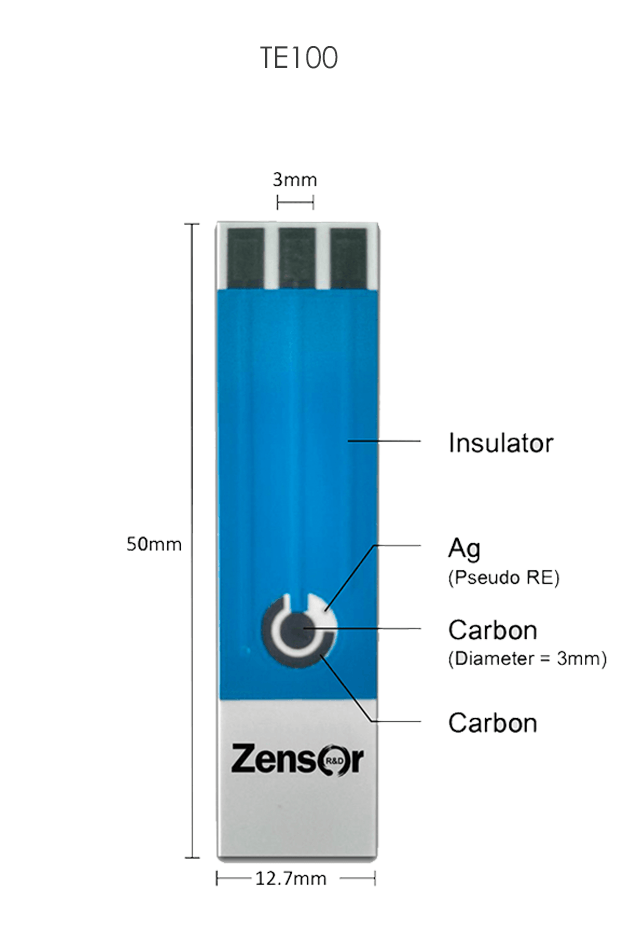 TE100
3mm
Insulator
50mm
Ag
(Pseudo RE)
Carbon
(Diameter = 3mm)
Carbon
Zensor
R&D
12.7mm